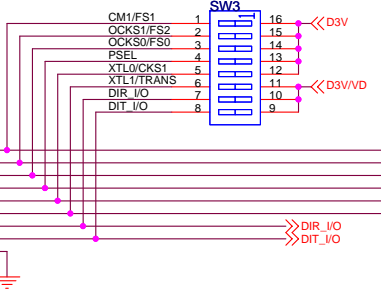 SW3
CM1/FS1 1 1 16 D3V
OCKS1/FS2 2 15
OCKS0/FS0 3 14
PSEL 4 13
XTL0/CKS1 5 12
XTL1/TRANS 6 11 D3V/VD
DIR_I/O 7 10
DIT_I/O 8 9
DIR_I/O
DIT_I/O